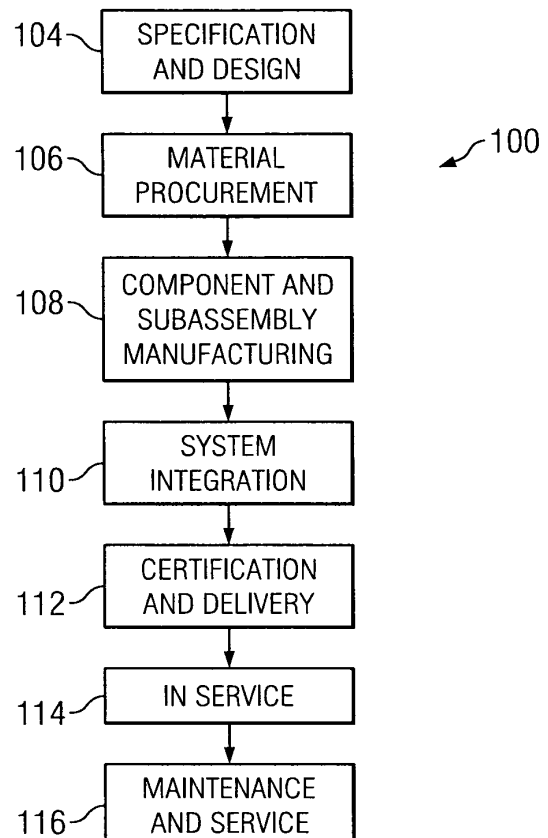 104
SPECIFICATION
AND DESIGN
106
MATERIAL
PROCUREMENT
100
108
COMPONENT AND
SUBASSEMBLY
MANUFACTURING
110
SYSTEM
INTEGRATION
112
CERTIFICATION
AND DELIVERY
114
IN SERVICE
116
MAINTENANCE
AND SERVICE